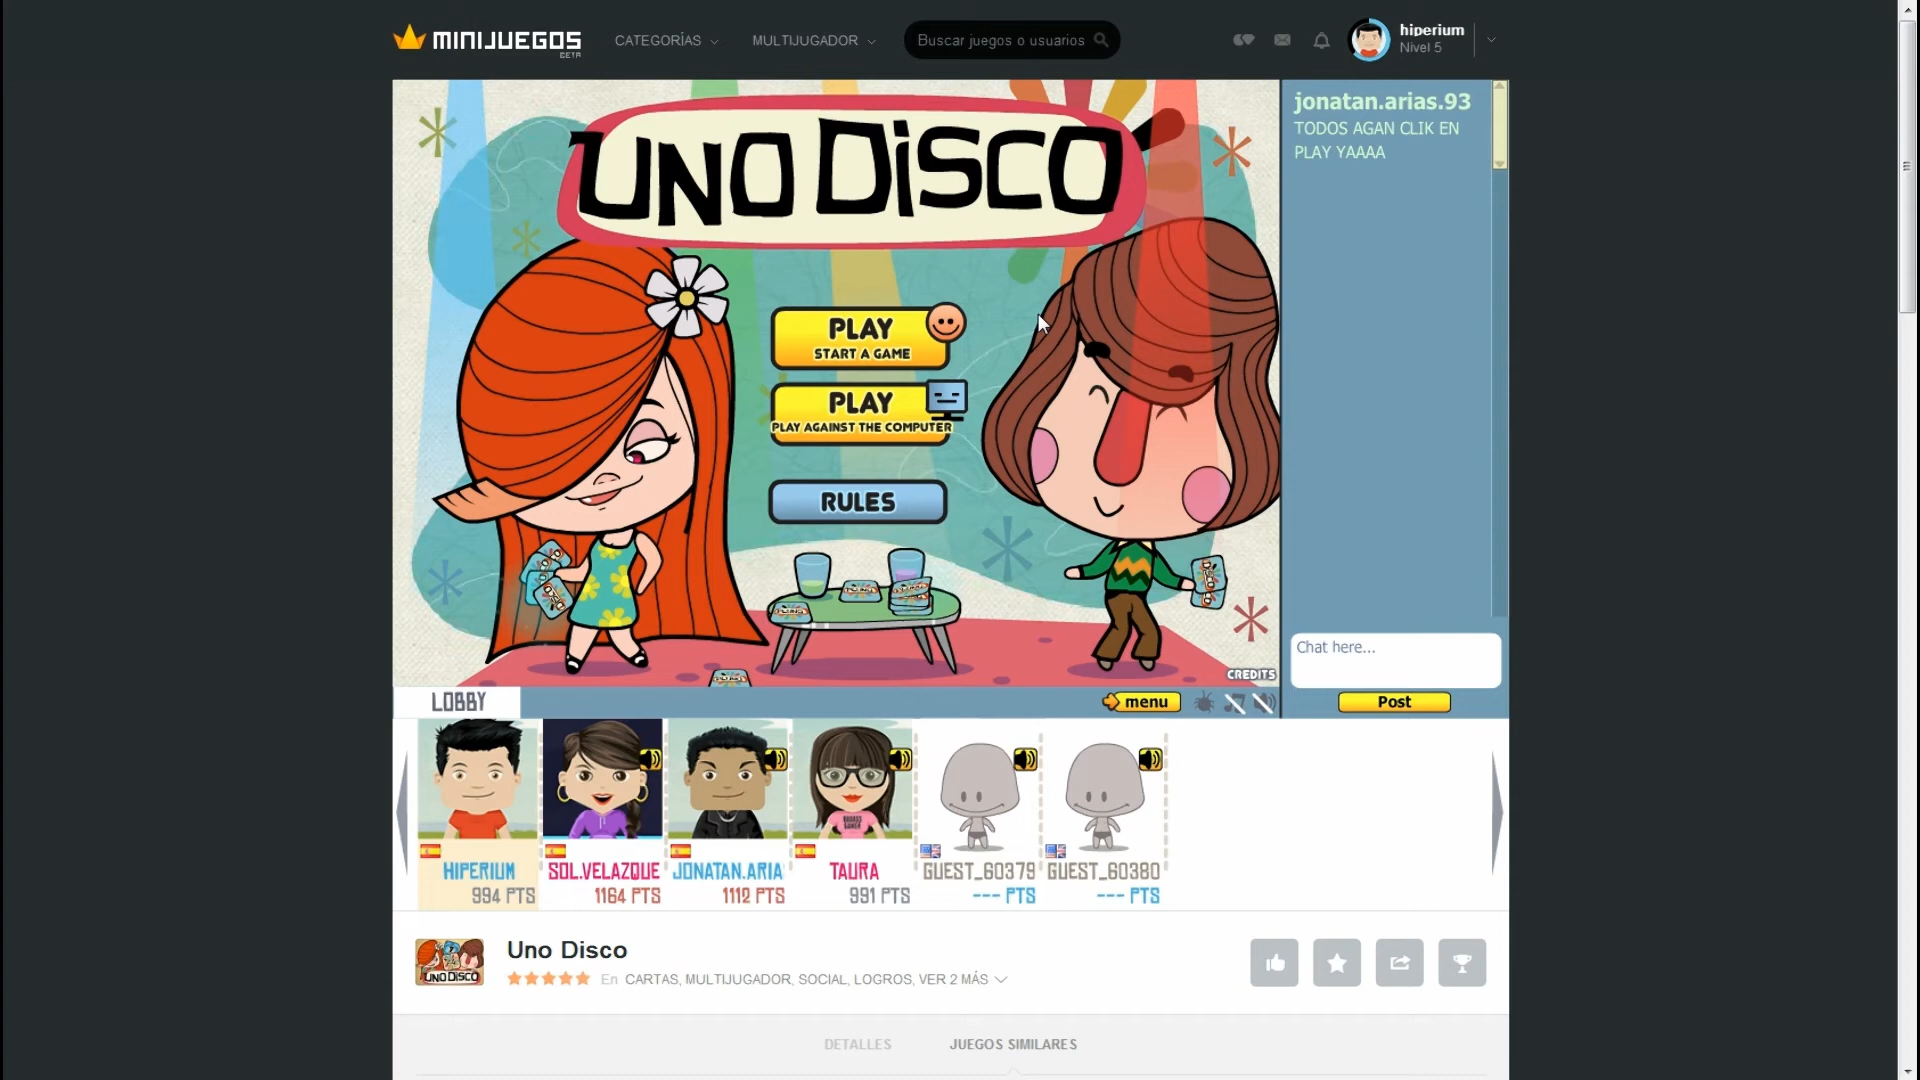 MINIJUEGOS
BETA
CATEGORÍAS
MULTIJUGADOR
Buscar juegos o usuarios
hiperium
Nivel 5
UNO DISCO
jonatan.arias.93
TODOS AGAN CLIK EN
PLAY YAAAA
PLAY
START A GAME
PLAY
PLAY AGAINST THE COMPUTER
RULES
CREDITS
Chat here...
LOBBY
menu
Post
HIPERIUM
994 PTS
SOL.VELAZQUE
1164 PTS
JONATAN.ARIA
1112 PTS
TAURA
991 PTS
GUEST_60379
--- PTS
GUEST_60380
--- PTS
UNO DISCO
Uno Disco
En CARTAS, MULTIJUGADOR, SOCIAL, LOGROS, VER 2 MÁS
DETALLES
JUEGOS SIMILARES